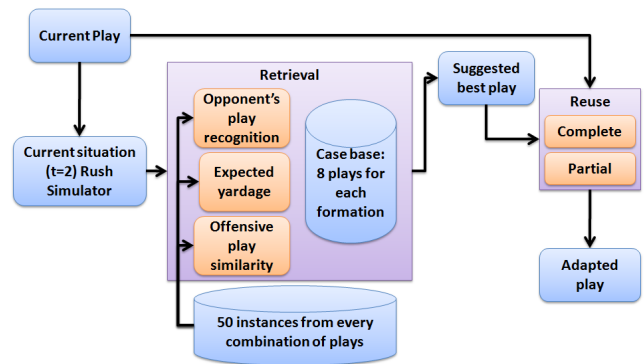 Current Play
Current situation
(t=2) Rush
Simulator
Retrieval
Opponent's
play
recognition
Expected
yardage
Offensive
play
similarity
Case base:
8 plays for
each
formation
50 instances from every
combination of plays
Suggested
best play
Reuse
Complete
Partial
Adapted
play